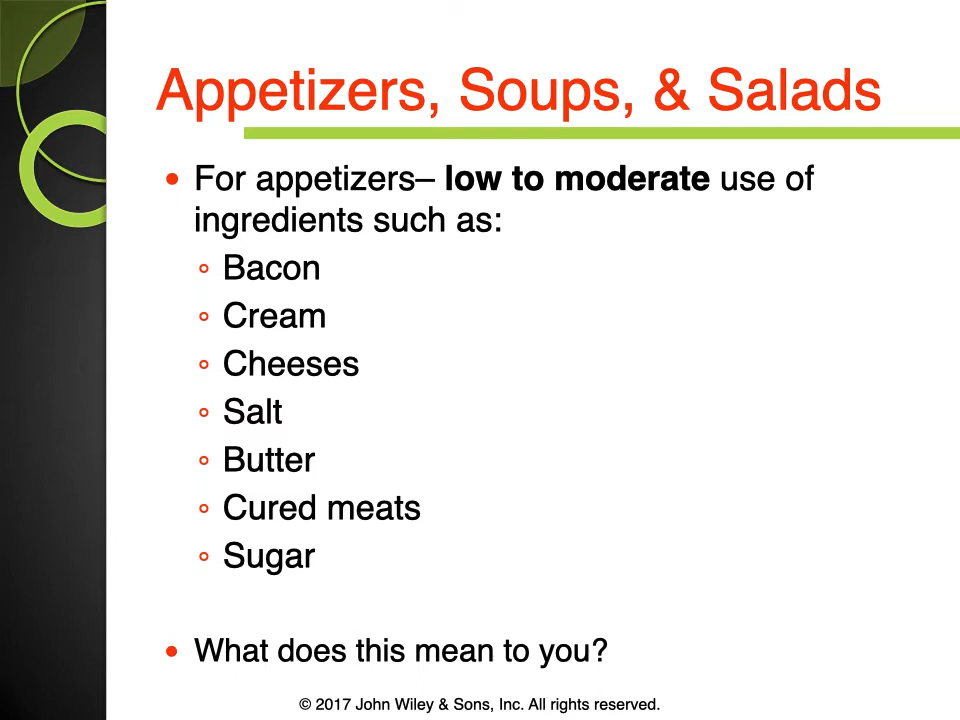 Appetizers, Soups, & Salads
• For appetizers– low to moderate use of
ingredients such as:
◦ Bacon
◦ Cream
◦ Cheeses
◦ Salt
◦ Butter
◦ Cured meats
◦ Sugar
• What does this mean to you?
© 2017 John Wiley & Sons, Inc. All rights reserved.